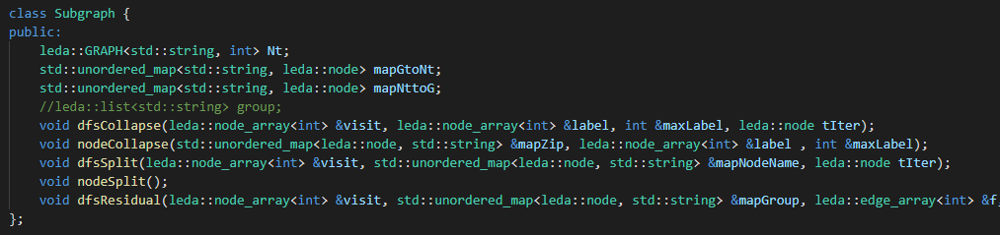 class Subgraph {
public:
    leda::GRAPH<std::string, int> Nt;
    std::unordered_map<std::string, leda::node> mapGtoNt;
    std::unordered_map<std::string, leda::node> mapNttoG;
    //leda::list<std::string> group;
    void dfsCollapse(leda::node_array<int> &visit, leda::node_array<int> &label, int &maxLabel, leda::node tIter);
    void nodeCollapse(std::unordered_map<leda::node, std::string> &mapZip, leda::node_array<int> &label , int &maxLabel);
    void dfsSplit(leda::node_array<int> &visit, std::unordered_map<leda::node, std::string> &mapNodeName, leda::node tIter);
    void nodeSplit();
    void dfsResidual(leda::node_array<int> &visit, std::unordered_map<leda::node, std::string> &mapGroup, leda::edge_array<int> &f
};